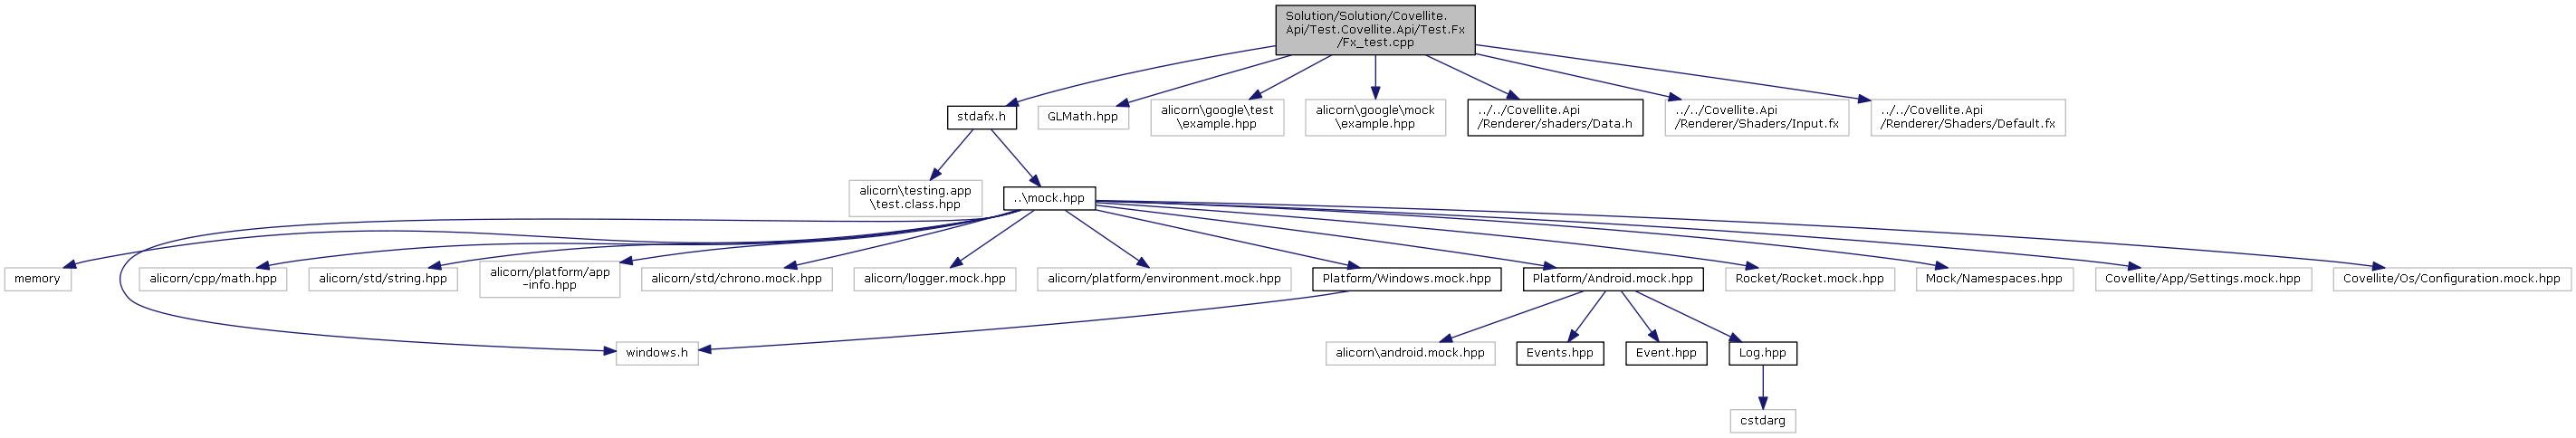 Solution/Solution/Covellite.
Api/Test.Covellite.Api/Test.Fx
/Fx_test.cpp
stdafx.h
GLMath.hpp
alicorn\google\test
\example.hpp
alicorn\google\mock
\example.hpp
../../Covellite.Api
/Renderer/shaders/Data.h
../../Covellite.Api
/Renderer/Shaders/Input.fx
../../Covellite.Api
/Renderer/Shaders/Default.fx
alicorn\testing.app
\test.class.hpp
..\mock.hpp
memory
alicorn/cpp/math.hpp
alicorn/std/string.hpp
alicorn/platform/app
-info.hpp
alicorn/std/chrono.mock.hpp
alicorn/logger.mock.hpp
alicorn/platform/environment.mock.hpp
Platform/Windows.mock.hpp
Platform/Android.mock.hpp
Rocket/Rocket.mock.hpp
Mock/Namespaces.hpp
Covellite/App/Settings.mock.hpp
Covellite/Os/Configuration.mock.hpp
windows.h
alicorn\android.mock.hpp
Events.hpp
Event.hpp
Log.hpp
cstdarg